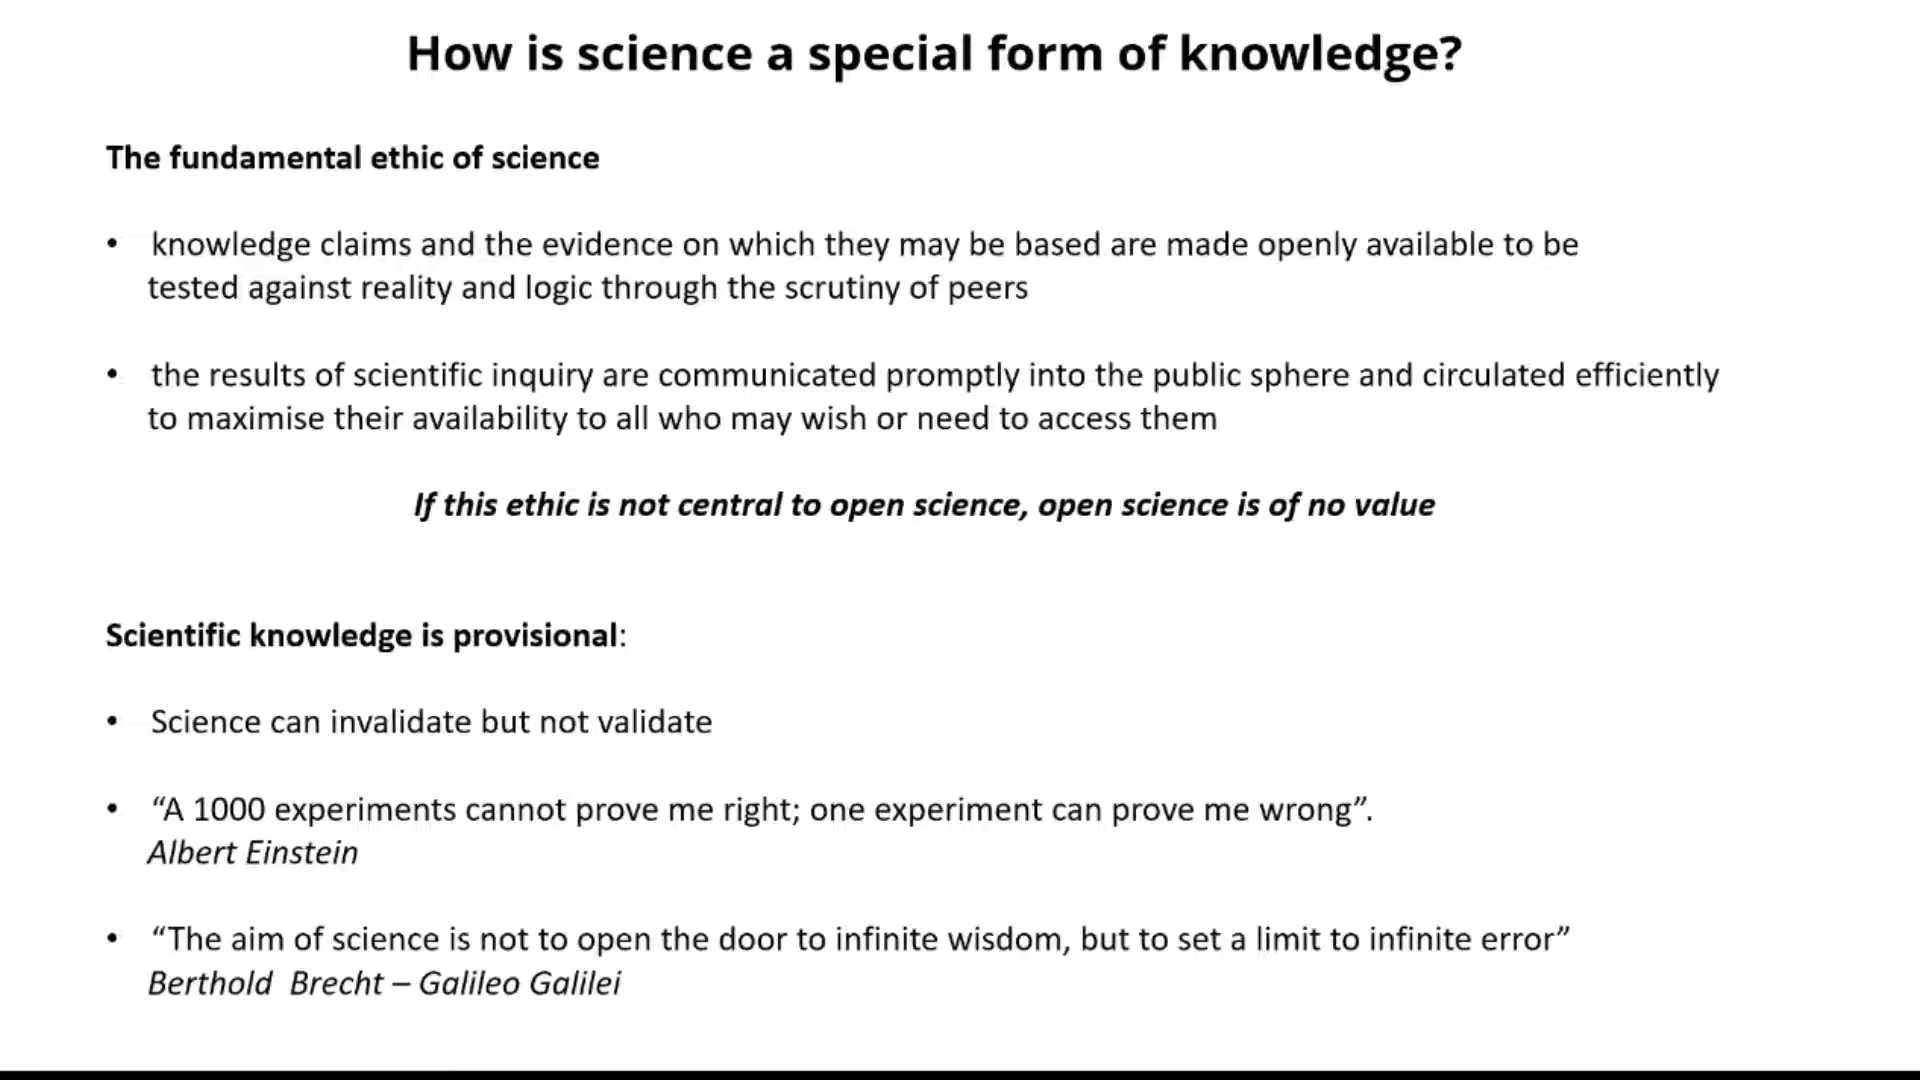 How is science a special form of knowledge?
The fundamental ethic of science
• knowledge claims and the evidence on which they may be based are made openly available to be
tested against reality and logic through the scrutiny of peers
• the results of scientific inquiry are communicated promptly into the public sphere and circulated efficiently
to maximise their availability to all who may wish or need to access them
If this ethic is not central to open science, open science is of no value
Scientific knowledge is provisional:
• Science can invalidate but not validate
• “A 1000 experiments cannot prove me right; one experiment can prove me wrong”.
Albert Einstein
• “The aim of science is not to open the door to infinite wisdom, but to set a limit to infinite error”
Berthold Brecht – Galileo Galilei